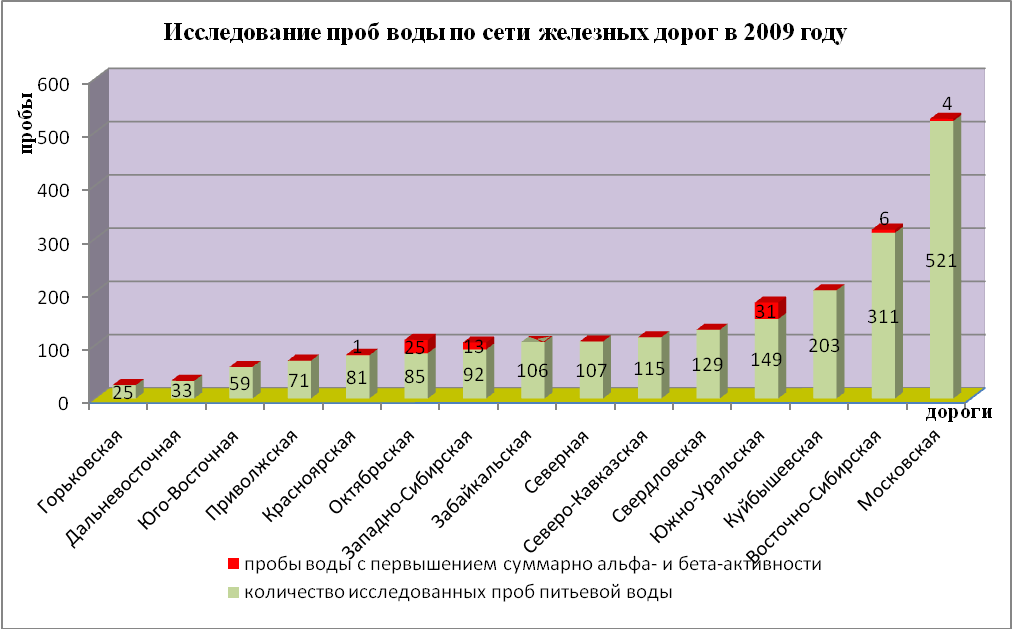 Исследование проб воды по сети железных дорог в 2009 году
пробы
600
500
400
300
200
100
0
25
33
59
71
1
81
25
85
13
92
106
107
115
129
31
149
203
6
311
4
521
дороги
Горьковская
Дальневосточная
Юго-Восточная
Приволжская
Красноярская
Октябрьская
Западно-Сибирская
Забайкальская
Северная
Северо-Кавказская
Свердловская
Южно-Уральская
Куйбышевская
Восточно-Сибирская
Московская
пробы воды с первышением суммарно альфа- и бета-активности
количество исследованных проб питьевой воды